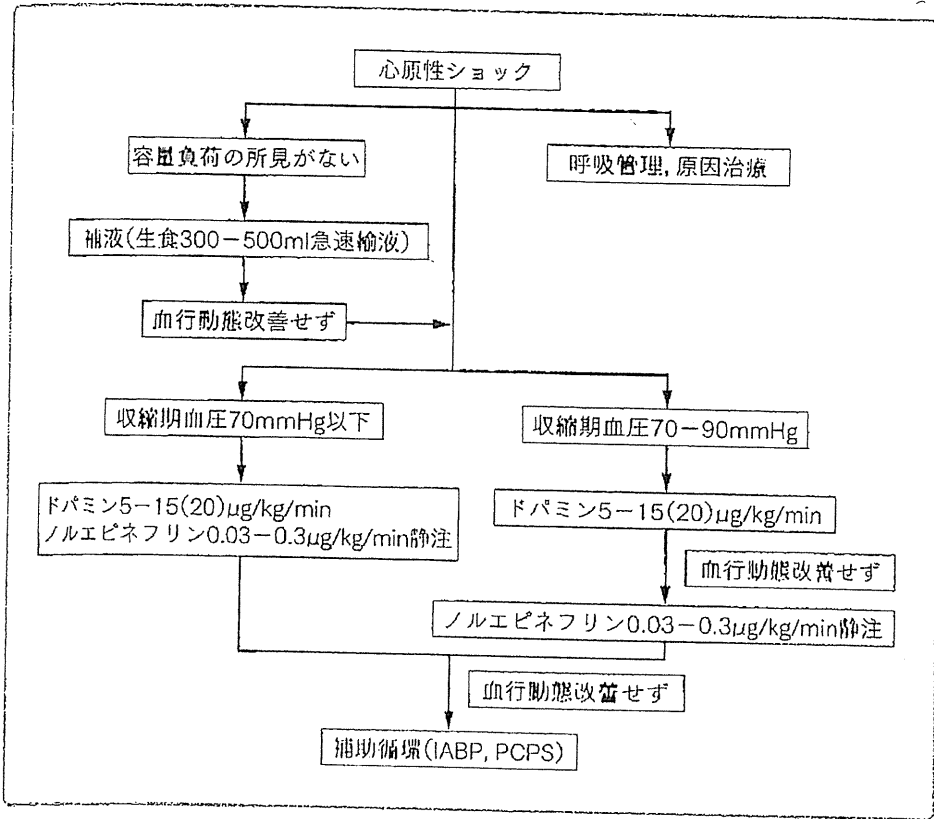 心原性ショック
容量負荷の所見がない
呼吸管理,原因治療
補液(生食300-500ml急速輸液)
血行動態改善せず
収縮期血圧70mmHg以下
収縮期血圧70-90mmHg
ドパミン5-15(20)μg/kg/min
ノルエピネフリン0.03-0.3μg/kg/min静注
ドパミン5-15(20)μg/kg/min
血行動態改善せず
ノルエピネフリン0.03-0.3μg/kg/min静注
血行動態改善せず
補助循環(IABP, PCPS)